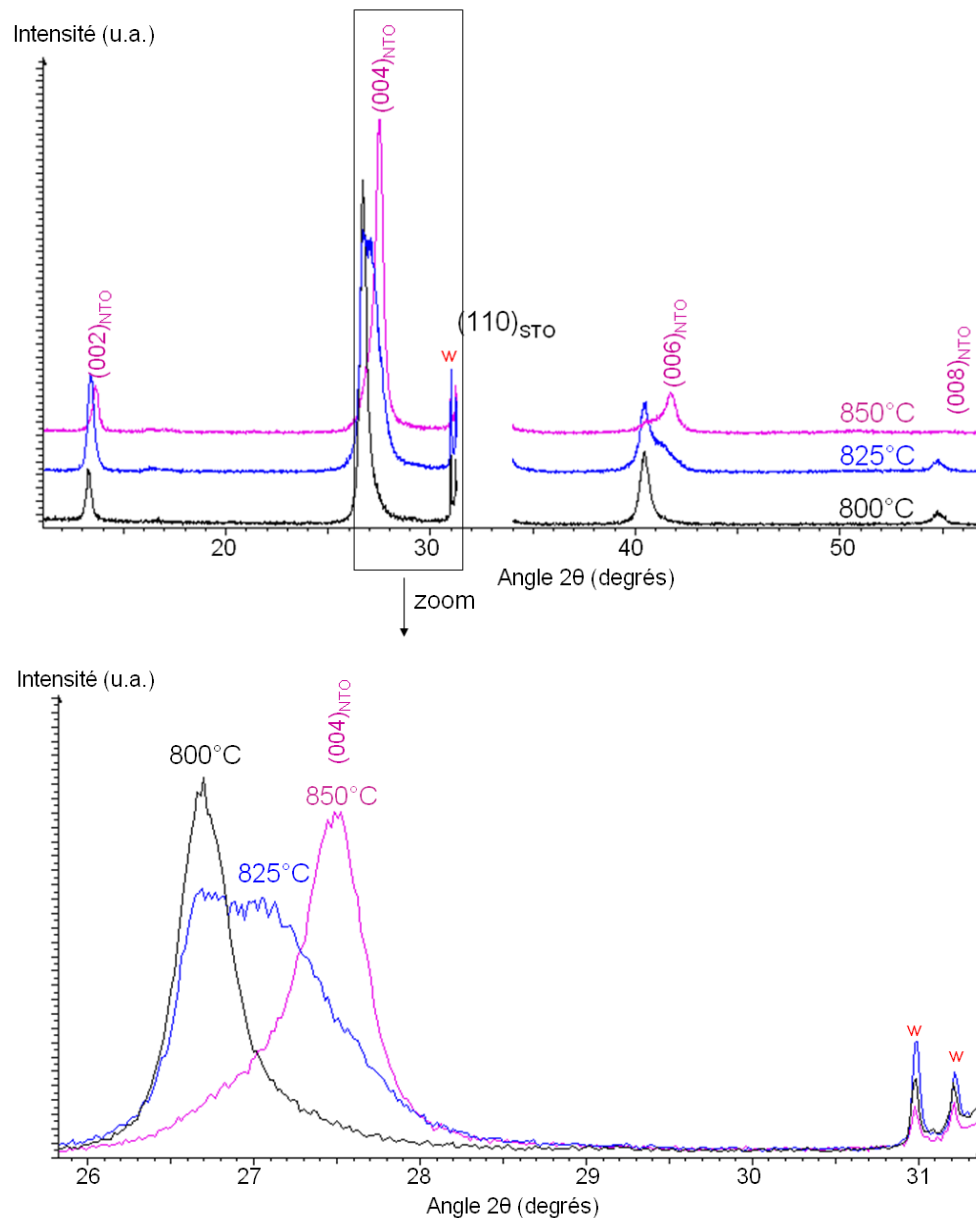 Intensité (u.a.)
(004)NTO
(002)NTO
(110)STO
w
(006)NTO
(008)NTO
850°C
825°C
800°C
20
30
40
50
Angle 2θ (degrés)
zoom
Intensité (u.a.)
(004)NTO
800°C
850°C
825°C
w
w
26
27
28
29
30
31
Angle 2θ (degrés)